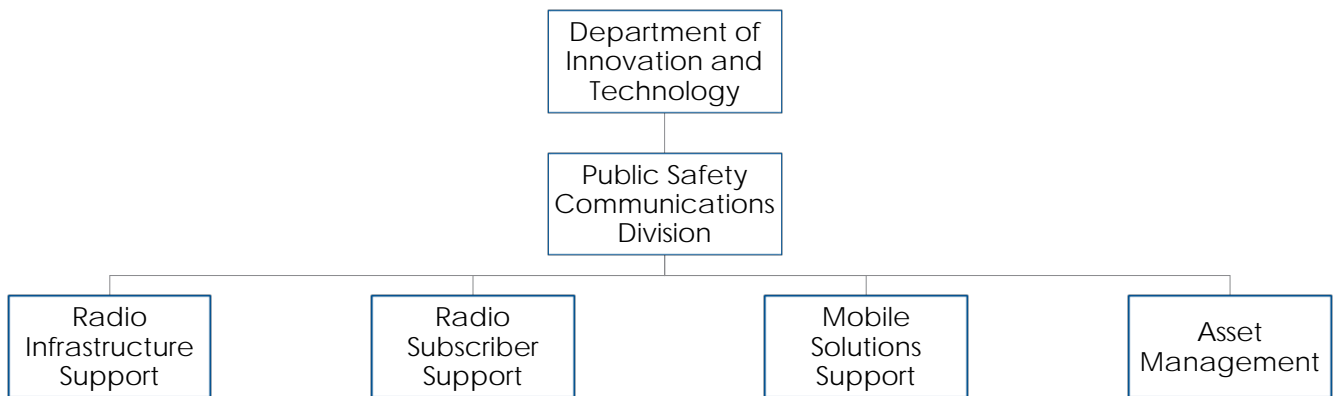 Department of
Innovation and
Technology
Public Safety
Communications
Division
Radio
Infrastructure
Support
Radio
Subscriber
Support
Mobile
Solutions
Support
Asset
Management